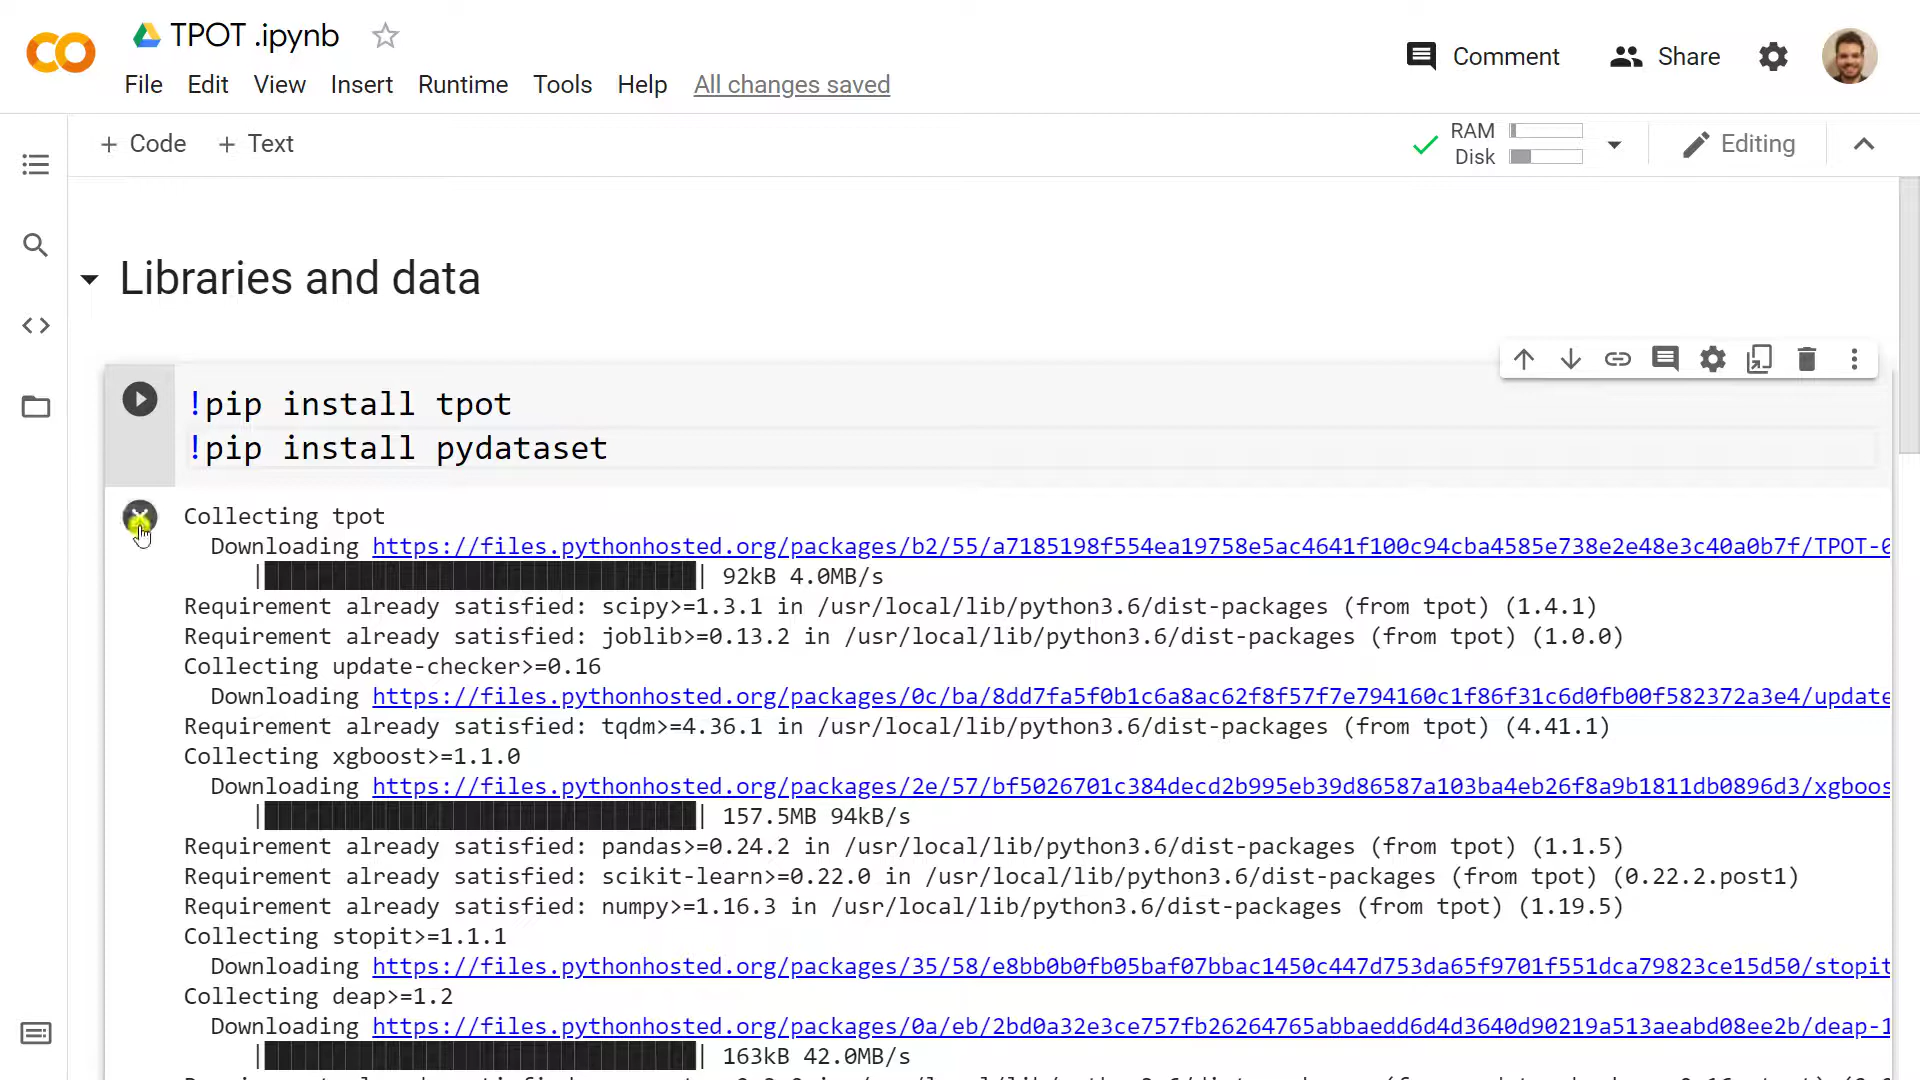 TPOT .ipynb
Comment
Share
File Edit View Insert Runtime Tools Help All changes saved
+ Code + Text
RAM
Disk
Editing
Libraries and data
!pip install tpot
!pip install pydataset
Collecting tpot
Downloading https://files.pythonhosted.org/packages/b2/55/a7185198f554ea19758e5ac4641f100c94cba4585e738e2e48e3c40a0b7f/TPOT-0
92kB 4.0MB/s
Requirement already satisfied: scipy>=1.3.1 in /usr/local/lib/python3.6/dist-packages (from tpot) (1.4.1)
Requirement already satisfied: joblib>=0.13.2 in /usr/local/lib/python3.6/dist-packages (from tpot) (1.0.0)
Collecting update-checker>=0.16
Downloading https://files.pythonhosted.org/packages/0c/ba/8dd7fa5f0b1c6a8ac62f8f57f7e794160c1f86f31c6d0fb00f582372a3e4/update
Requirement already satisfied: tqdm>=4.36.1 in /usr/local/lib/python3.6/dist-packages (from tpot) (4.41.1)
Collecting xgboost>=1.1.0
Downloading https://files.pythonhosted.org/packages/2e/57/bf5026701c384decd2b995eb39d86587a103ba4eb26f8a9b1811db0896d3/xgboos
157.5MB 94kB/s
Requirement already satisfied: pandas>=0.24.2 in /usr/local/lib/python3.6/dist-packages (from tpot) (1.1.5)
Requirement already satisfied: scikit-learn>=0.22.0 in /usr/local/lib/python3.6/dist-packages (from tpot) (0.22.2.post1)
Requirement already satisfied: numpy>=1.16.3 in /usr/local/lib/python3.6/dist-packages (from tpot) (1.19.5)
Collecting stopit>=1.1.1
Downloading https://files.pythonhosted.org/packages/35/58/e8bb0b0fb05baf07bbac1450c447d753da65f9701f551dca79823ce15d50/stopit
Collecting deap>=1.2
Downloading https://files.pythonhosted.org/packages/0a/eb/2bd0a32e3ce757fb26264765abbaedd6d4d3640d90219a513aeabd08ee2b/deap-1
163kB 42.0MB/s